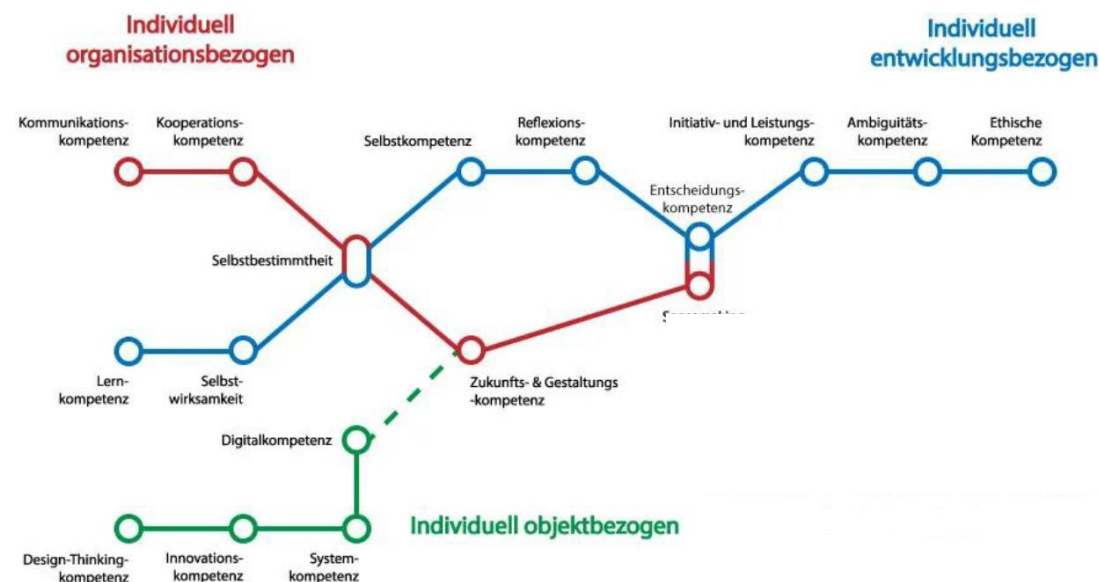 Individuell
organisationsbezogen
Individuell
entwicklungsbezogen
Kommunikations-
kompetenz
Kooperations-
kompetenz
Selbstkompetenz
Reflexions-
kompetenz
Initiativ- und Leistungs-
kompetenz
Ambiguitäts-
kompetenz
Ethische
Kompetenz
Entscheidungs-
kompetenz
Selbstbestimmtheit
Lern-
kompetenz
Selbst-
wirksamkeit
Zukunfts- & Gestaltungs
-kompetenz
Digitalkompetenz
Individuell objektbezogen
Design-Thinking-
kompetenz
Innovations-
kompetenz
System-
kompetenz